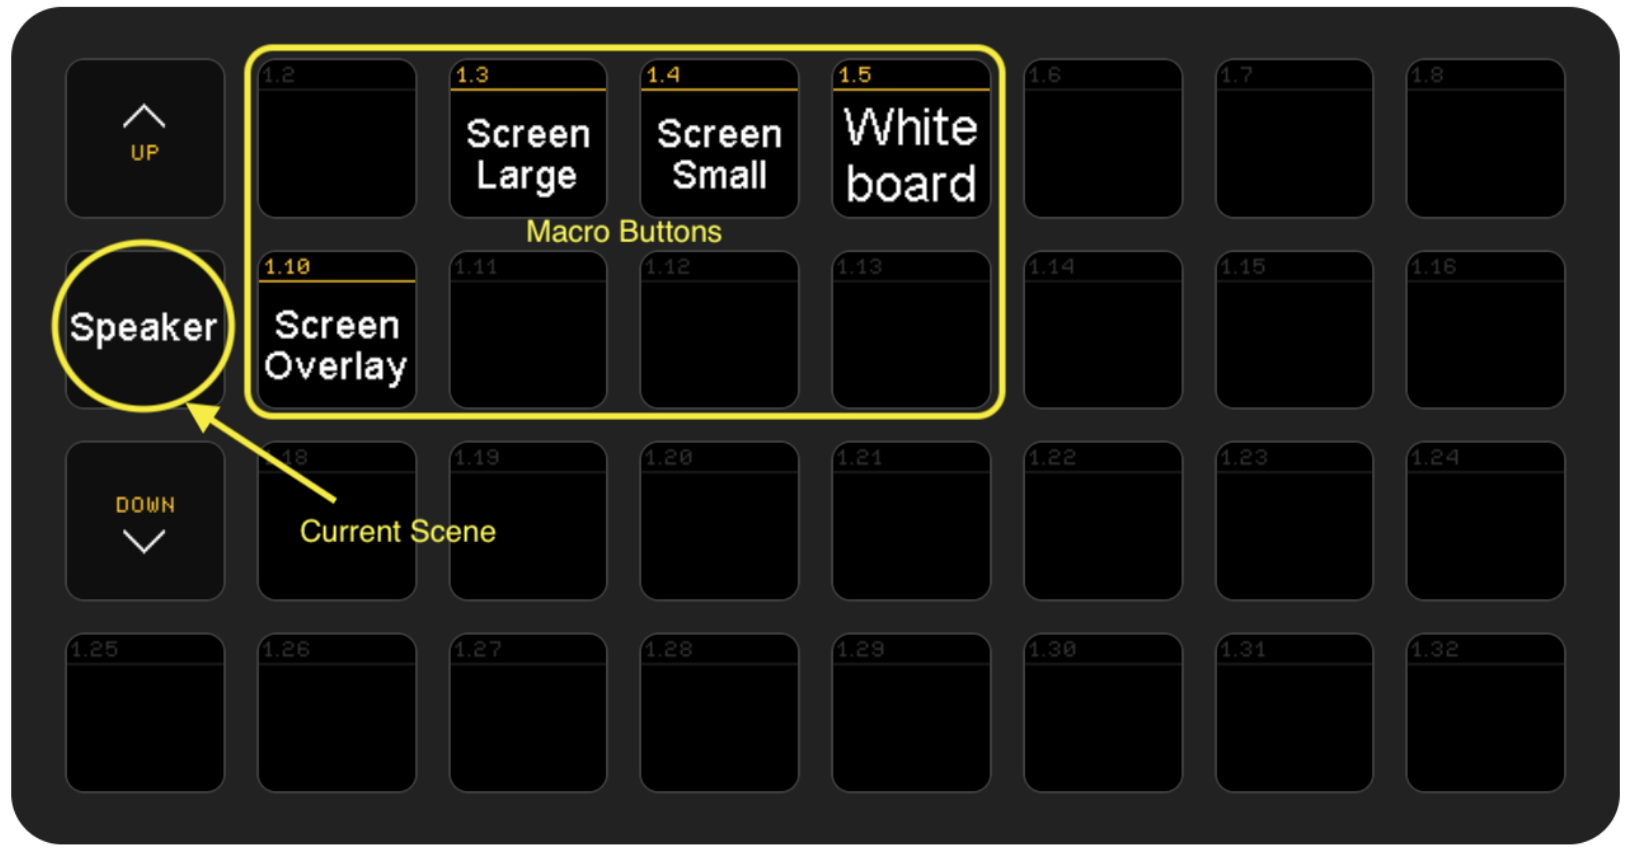 UP
1.2
1.3
Screen
Large
1.4
Screen
Small
1.5
White
board
1.6
1.7
1.8
Macro Buttons
Speaker
1.10
Screen
Overlay
1.11
1.12
1.13
1.14
1.15
1.16
DOWN
18
1.19
1.20
1.21
1.22
1.23
1.24
Current Scene
1.25
1.26
1.27
1.28
1.29
1.30
1.31
1.32